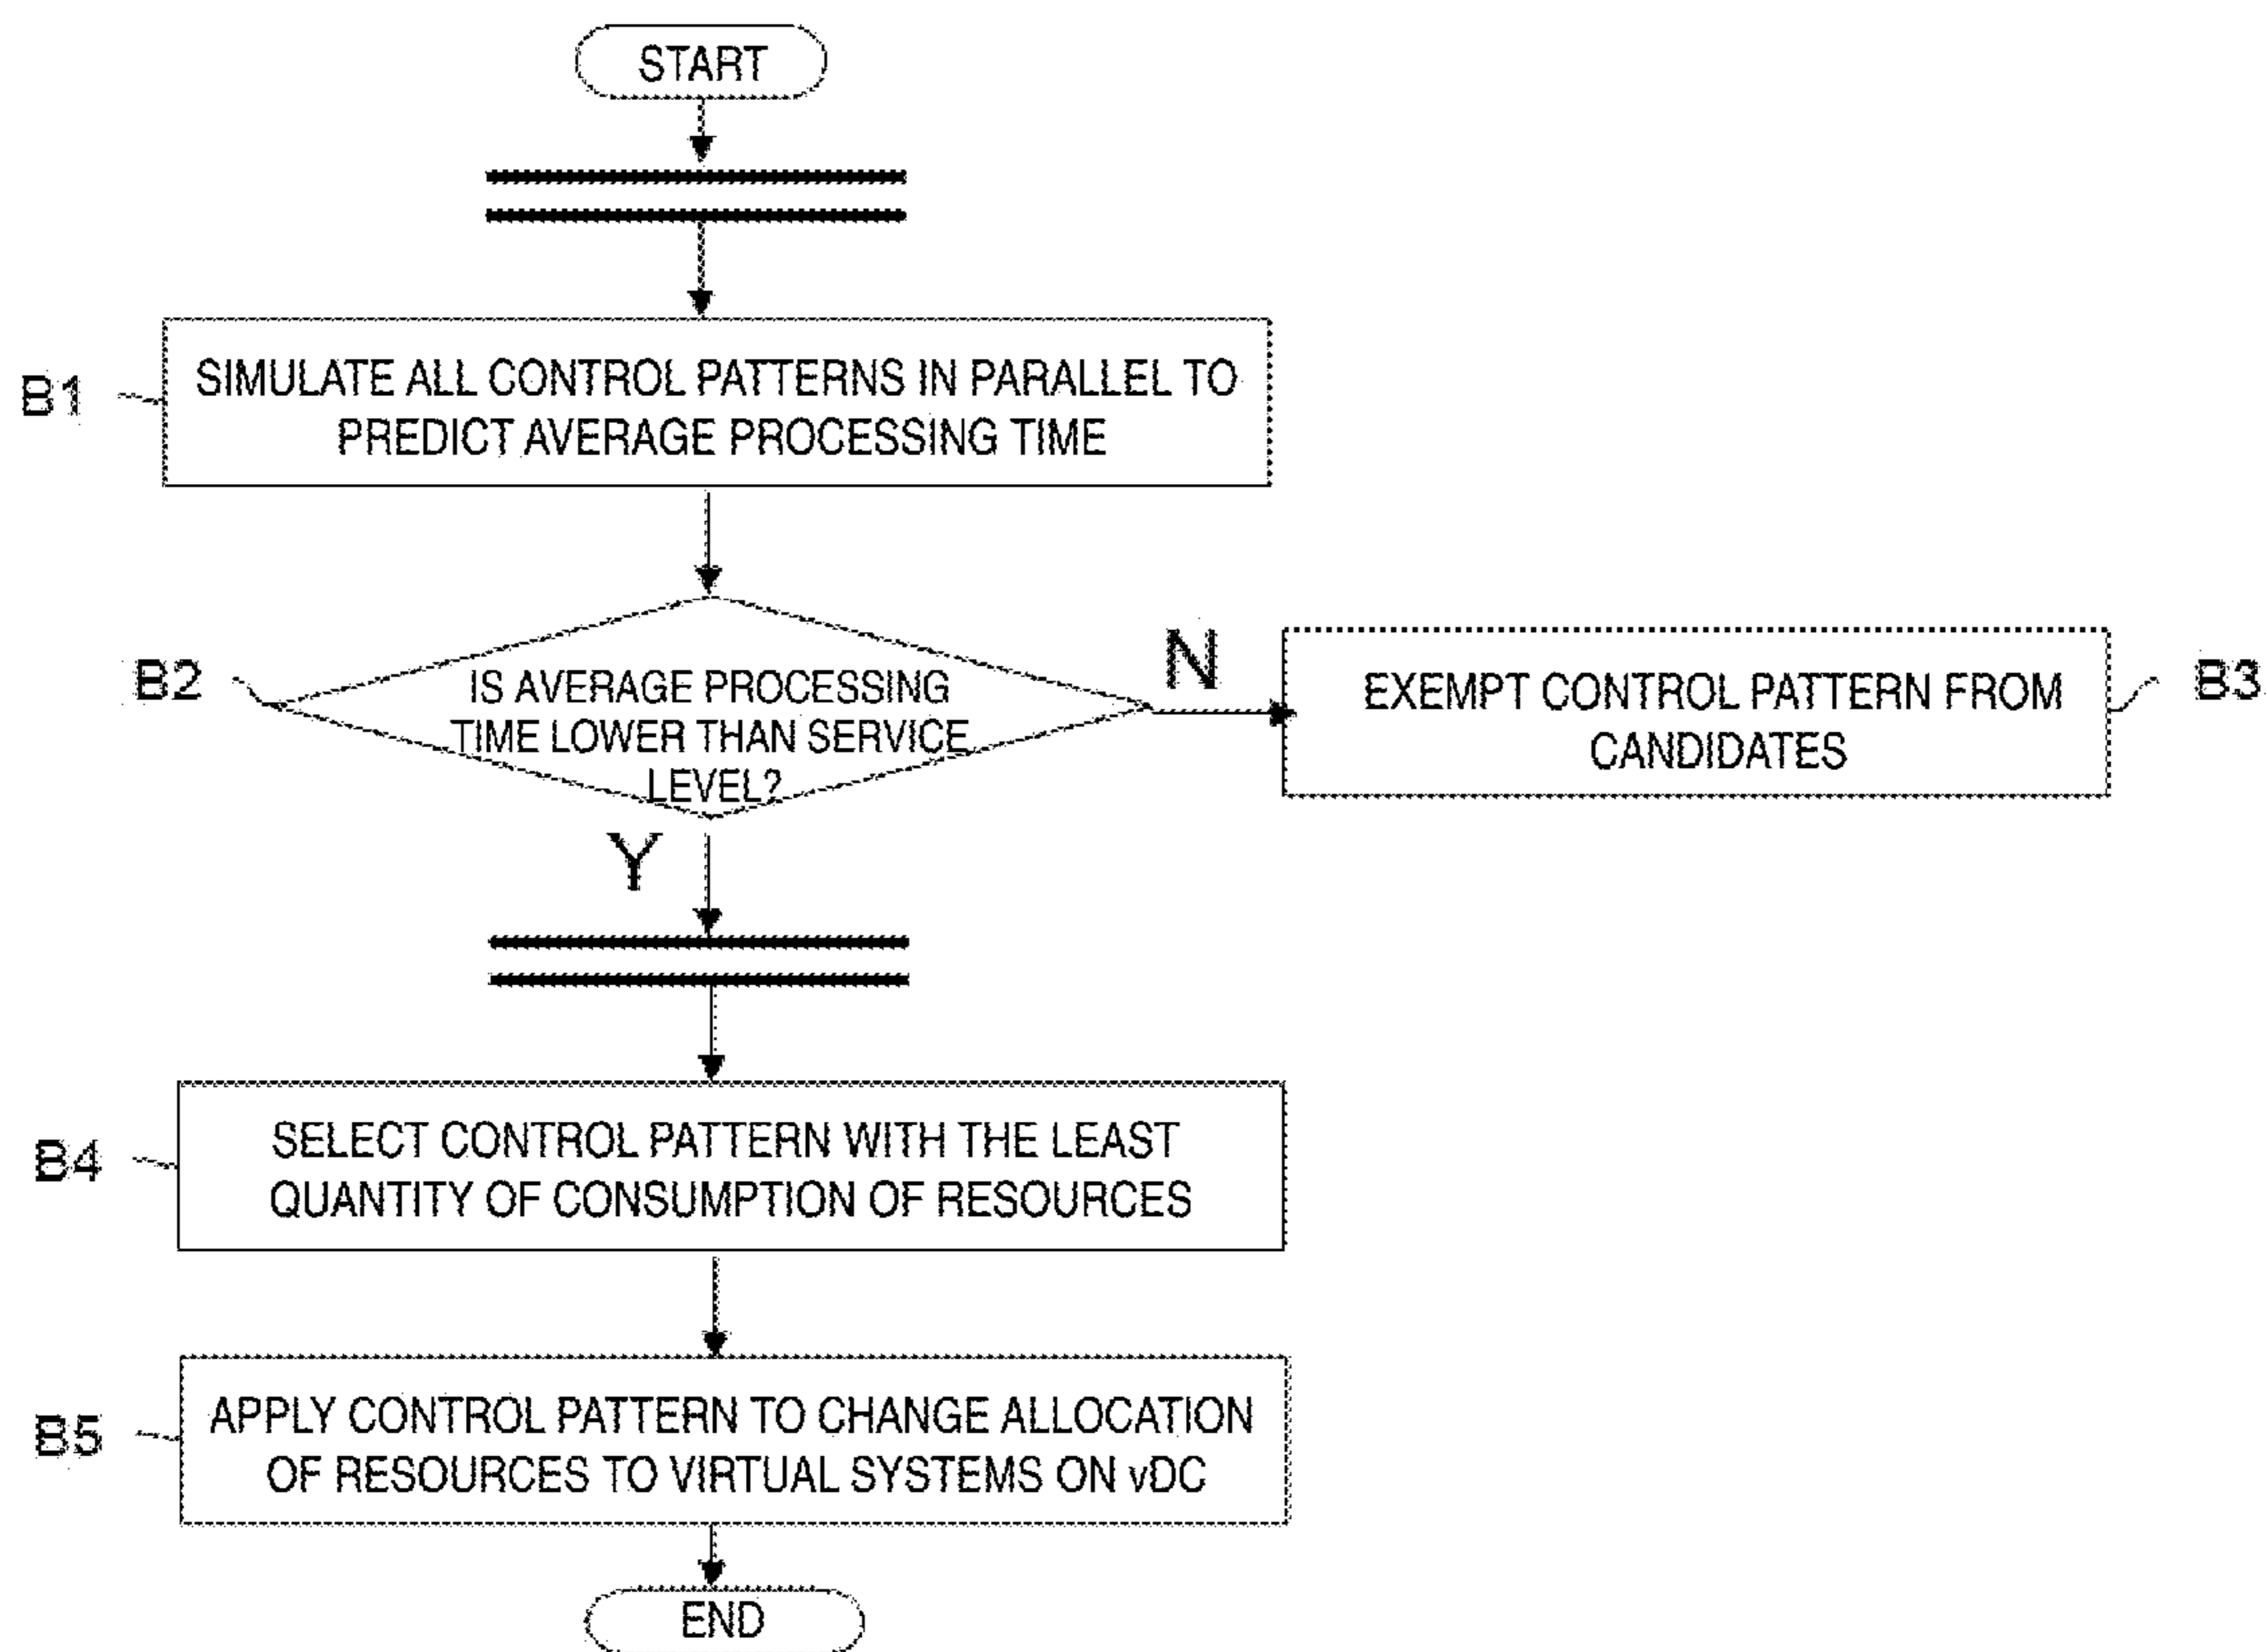 START
B1
SIMULATE ALL CONTROL PATTERNS IN PARALLEL TO
PREDICT AVERAGE PROCESSING TIME
B2
IS AVERAGE PROCESSING
TIME LOWER THAN SERVICE
LEVEL?
N
EXEMPT CONTROL PATTERN FROM
CANDIDATES
B3
Y
B4
SELECT CONTROL PATTERN WITH THE LEAST
QUANTITY OF CONSUMPTION OF RESOURCES
B5
APPLY CONTROL PATTERN TO CHANGE ALLOCATION
OF RESOURCES TO VIRTUAL SYSTEMS ON vDC
END